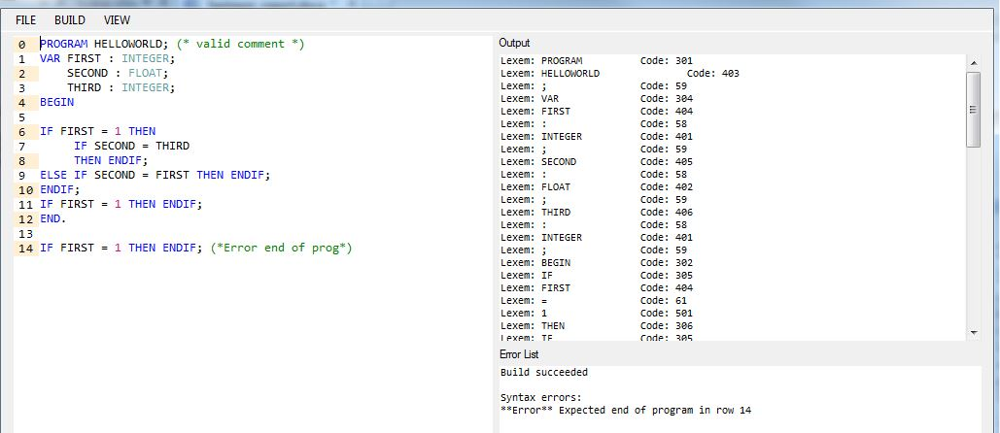 FILE BUILD VIEW
0 PROGRAM HELLOWORLD; (* valid comment *)
1 VAR FIRST : INTEGER;
2 SECOND : FLOAT;
3 THIRD : INTEGER;
4 BEGIN
5
6 IF FIRST = 1 THEN
7 IF SECOND = THIRD
8 THEN ENDIF;
9 ELSE IF SECOND = FIRST THEN ENDIF;
10 ENDIF;
11 IF FIRST = 1 THEN ENDIF;
12 END.
13
14 IF FIRST = 1 THEN ENDIF; (*Error end of prog*)
Output
Lexem: PROGRAM Code: 301
Lexem: HELLOWORLD Code: 403
Lexem: ; Code: 59
Lexem: VAR Code: 304
Lexem: FIRST Code: 404
Lexem: : Code: 58
Lexem: INTEGER Code: 401
Lexem: ; Code: 59
Lexem: SECOND Code: 405
Lexem: : Code: 58
Lexem: FLOAT Code: 402
Lexem: ; Code: 59
Lexem: THIRD Code: 406
Lexem: : Code: 58
Lexem: INTEGER Code: 401
Lexem: ; Code: 59
Lexem: BEGIN Code: 302
Lexem: IF Code: 305
Lexem: FIRST Code: 404
Lexem: = Code: 61
Lexem: 1 Code: 501
Lexem: THEN Code: 306
Lexem: IF Code: 305
Error List
Build succeeded
Syntax errors:
**Error** Expected end of program in row 14